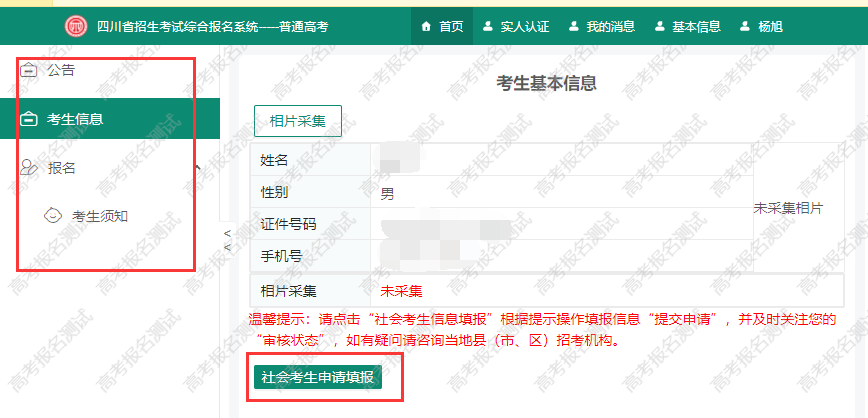 四川省招生考试综合报名系统——普通高考
首页
实人认证
我的消息
基本信息
杨旭
公告
考生信息
报名
考生须知
<
<
考生基本信息
相片采集
姓名
性别 男
证件号码
手机号
未采集相片
相片采集 未采集
温馨提示：请点击“社会考生信息填报”根据提示操作填报信息“提交申请”，并及时关注您的
“审核状态”，如有疑问请咨询当地县（市、区）招考机构。
社会考生申请填报
高考报名测试